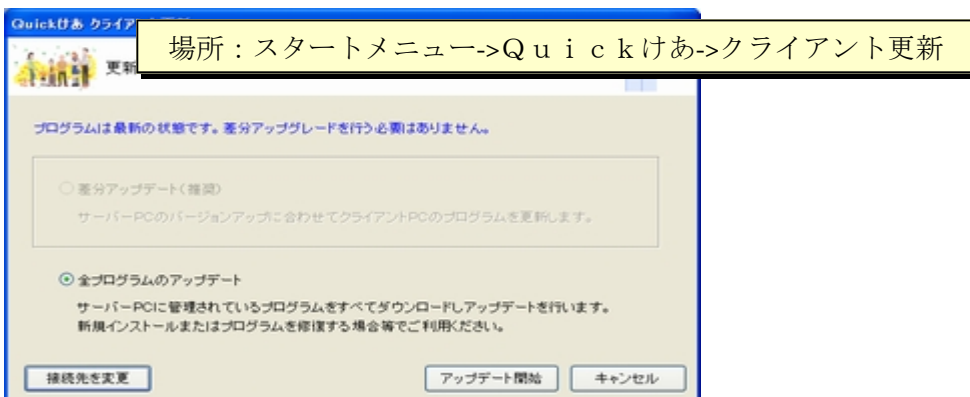 Quickけあ クライア
場所：スタートメニュー->Ｑｕｉｃｋけあ->クライアント更新
更新
プログラムは最新の状態です。差分アップグレードを行う必要はありません。
差分アップデート(推奨)
サーバーPCのバージョンアップに合わせてクライアントPCのプログラムを更新します。
全プログラムのアップデート
サーバーPCに管理されているプログラムをすべてダウンロードしアップデートを行います。
新規インストールまたはプログラムを修復する場合等でご利用ください。
接続先を変更 アップデート開始 キャンセル